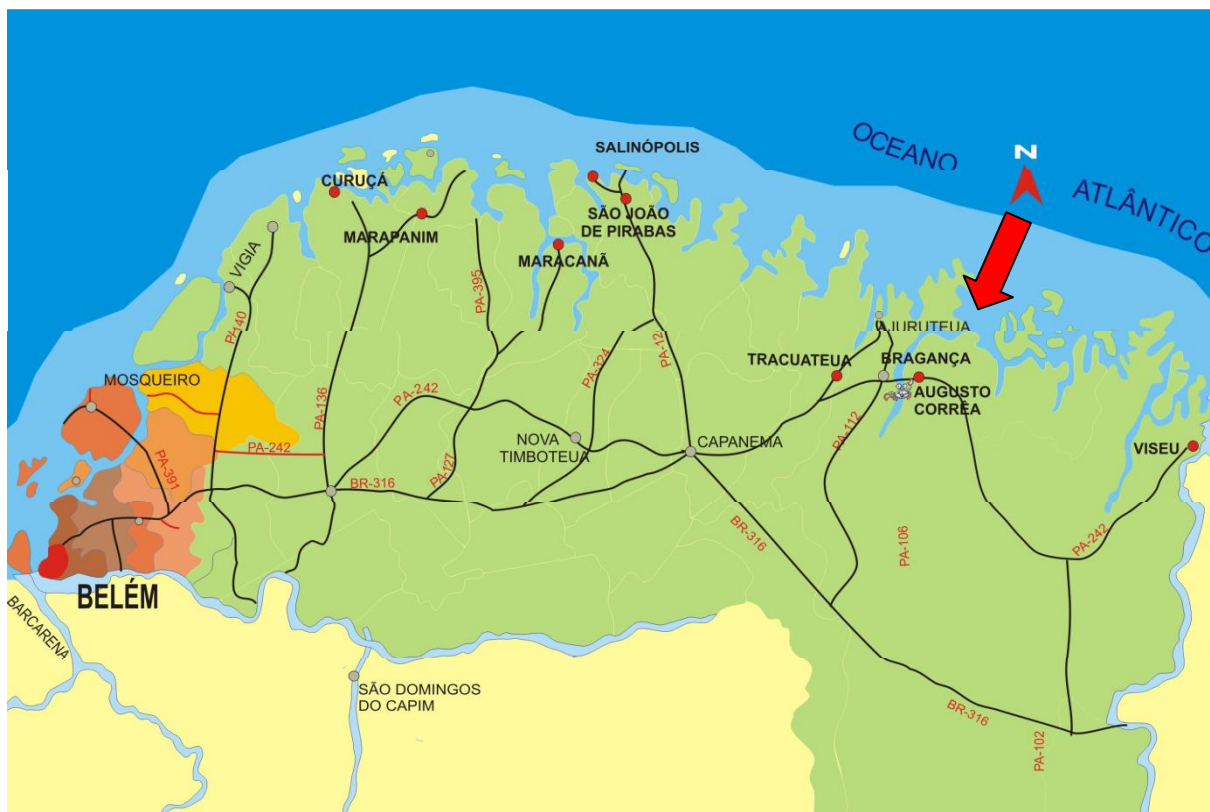 OCEANO
ATLÂNTICO
N
SALINÓPOLIS
CURUÇÁ
SÃO JOÃO
DE PIRABAS
MARAPANIM
MARACANÃ
VIGIA
PA-395
PA-324
PA-12
AJURUTEUA
TRACUATEUA
BRAGANÇA
AUGUSTO
CORRÊA
MOSQUEIRO
PA-136
PA-242
PA-112
NOVA
TIMBOTEUA
CAPANEMA
VISEU
PA-242
PA-391
PA-127
BR-316
BR-316
PA-106
PA-242
BELÉM
BARCARENA
SÃO DOMINGOS
DO CAPIM
BR-316
PA-102